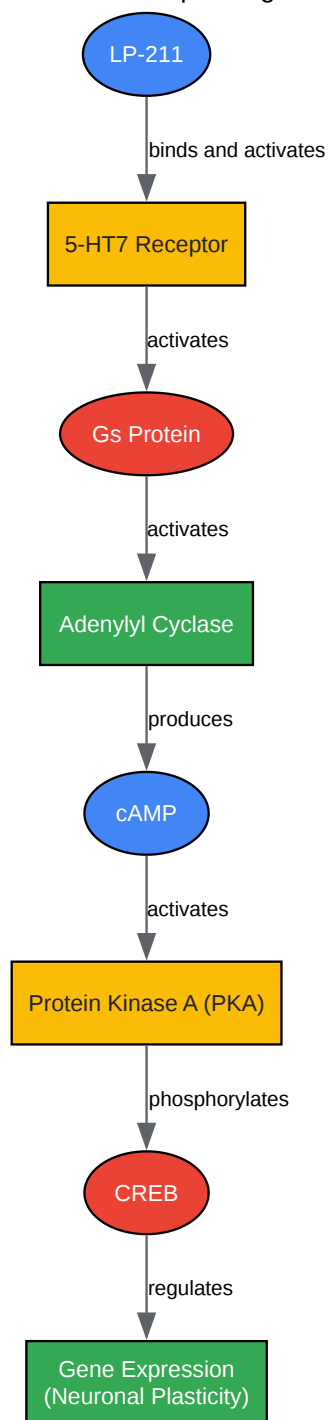 LP-211
binds and activates
5-HT7 Receptor
activates
Gs Protein
activates
Adenylyl Cyclase
produces
cAMP
activates
Protein Kinase A (PKA)
phosphorylates
CREB
regulates
Gene Expression
(Neuronal Plasticity)